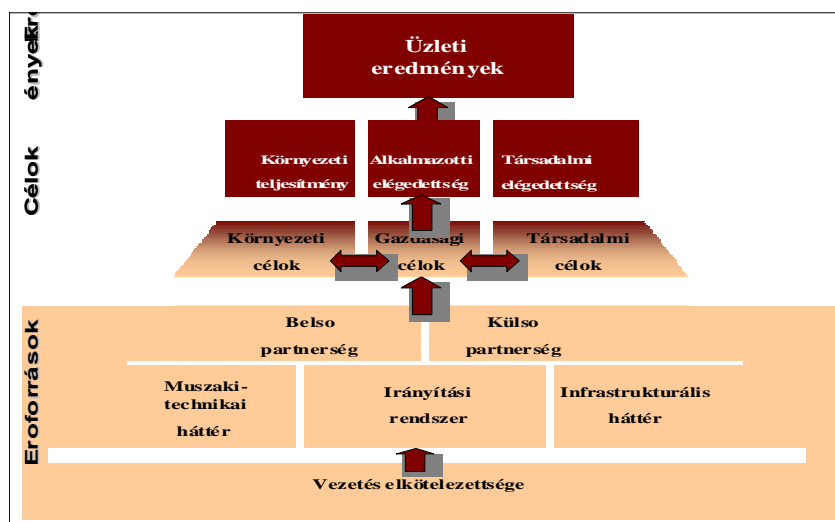 Üzleti
eredmények
Környezeti
teljesítmény
Alkalmazotti
elégedettség
Társadalmi
elégedettség
Célok
Környezeti
célok
Gazdasági
célok
Társadalmi
célok
Eroforrások
Belso
partnerség
Külso
partnerség
Muszaki-
technikai
háttér
Irányítási
rendszer
Infrastrukturális
háttér
Vezetés elkötelezettsége